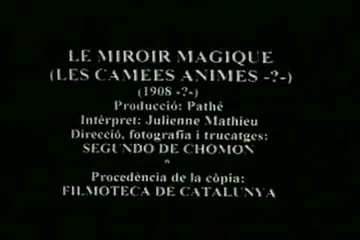 LE MIROIR MAGIQUE
(LES CAMEES ANIMES -?-)
(1908 -?-)
Producció: Pathé
Intèrpret: Julienne Mathieu
Direcció, fotografia i trucatges:
SEGUNDO DE CHOMON
*
Procedència de la còpia:
FILMOTECA DE CATALUNYA